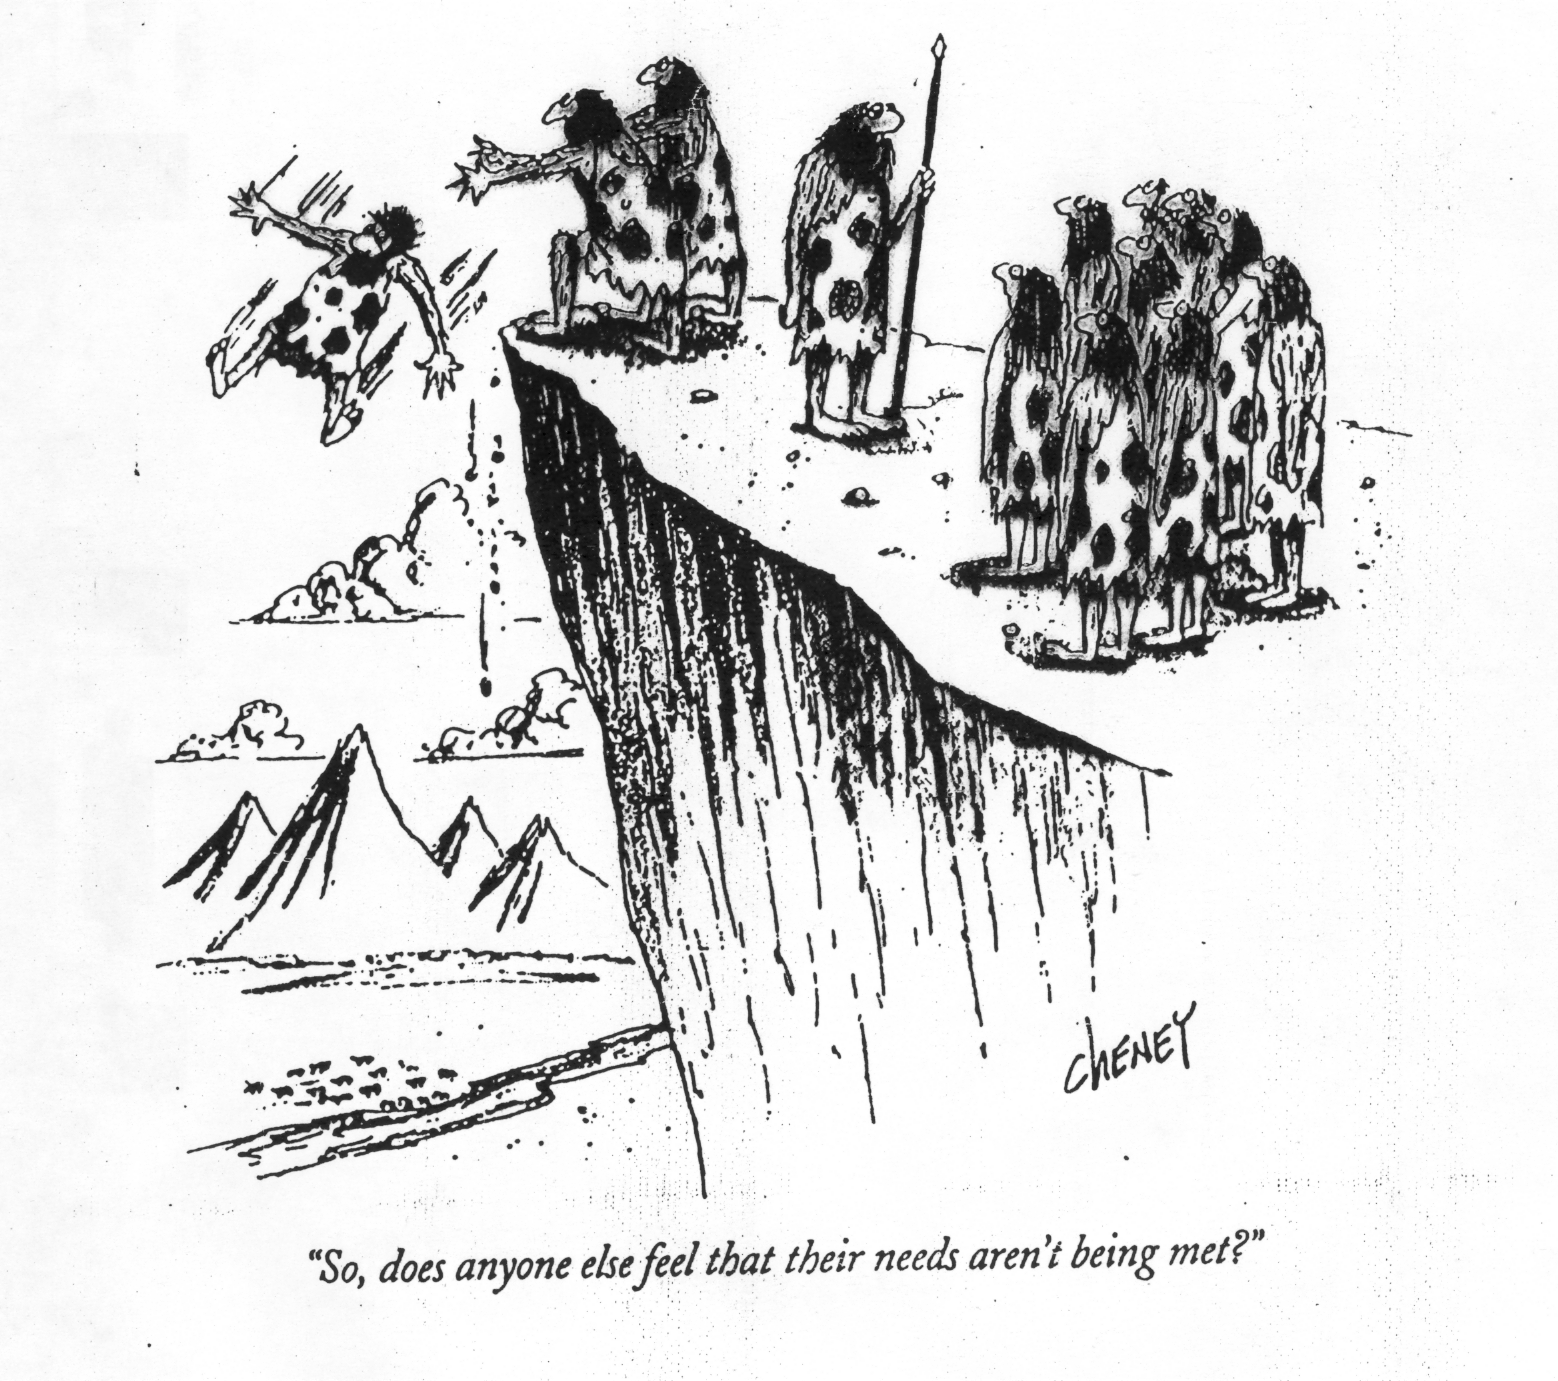 CHENEY
"So, does anyone else feel that their needs aren't being met?"